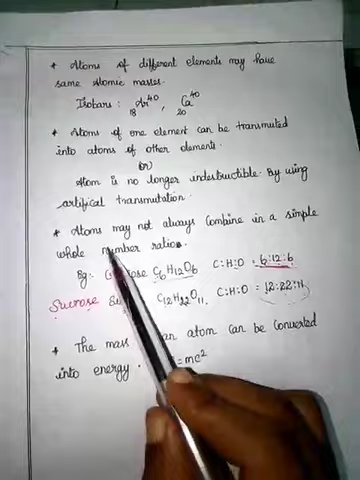 * Atoms of different elements may have
same atomic masses.
Isobars : ₁₈Ar⁴⁰, ₂₀Ca⁴⁰
* Atoms of one element can be transmuted
into atoms of other elements.
(or)
Atom is no longer indestructible. By using
artifical transmutation.
* Atoms may not always combine in a simple
whole number ratio.
Eg:- C₆H₁₂O₆ C:H:O = 6:12:6
Sucrose C₁₂H₂₂O₁₁ C:H:O = 12:22:11
* The mass an atom can be converted
into energy. = mc²